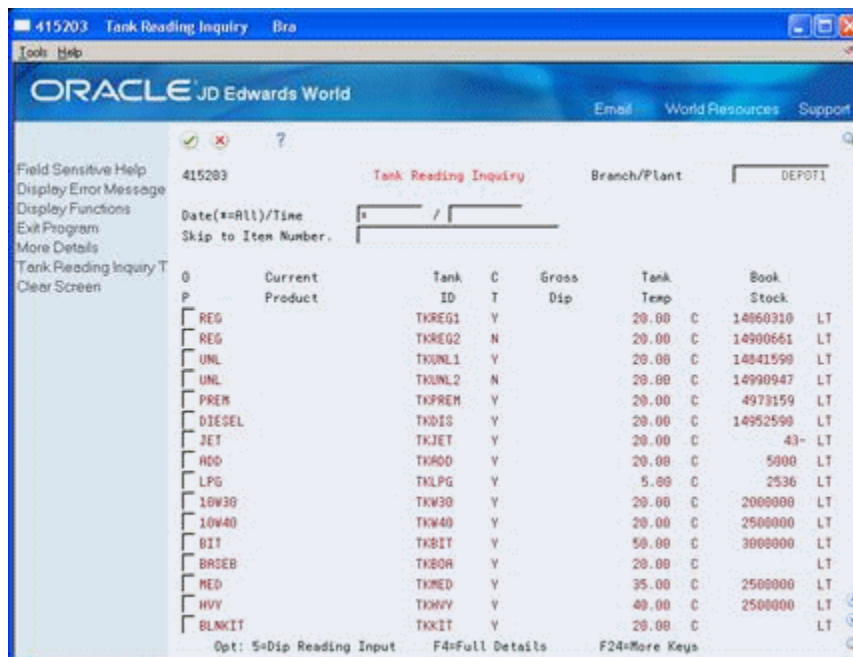 415203 Tank Reading Inquiry Bra
Tools Help
ORACLE JD Edwards World
Email World Resources Support
Field Sensitive Help
Display Error Message
Display Functions
Exit Program
More Details
Tank Reading Inquiry T
Clear Screen
415203 Tank Reading Inquiry Branch/Plant DEPOT1
Date(*=All)/Time * /
Skip to Item Number.
O Current Tank C Gross Tank Book
P Product ID T Dip Temp Stock
REG TKREG1 Y 20.00 C 14860310 LT
REG TKREG2 N 20.00 C 14900661 LT
UNL TKUNL1 Y 20.00 C 14841590 LT
UNL TKUNL2 N 20.00 C 14990947 LT
PREM TKPREM Y 20.00 C 4973159 LT
DIESEL TKDIS Y 20.00 C 14952590 LT
JET TKJET Y 20.00 C 43- LT
ADD TKADD Y 20.00 C 5000 LT
LPG TKLPG Y 5.00 C 2536 LT
10W30 TKW30 Y 20.00 C 2000000 LT
10W40 TKW40 Y 20.00 C 2500000 LT
BIT TKBIT Y 50.00 C 3000000 LT
BASEB TKBOA Y 20.00 C LT
MED TKMED Y 35.00 C 2500000 LT
HVY TKHVY Y 40.00 C 2500000 LT
BLNKIT TKKIT Y 20.00 C LT
Opt: 5=Dip Reading Input F4=Full Details F24=More Keys